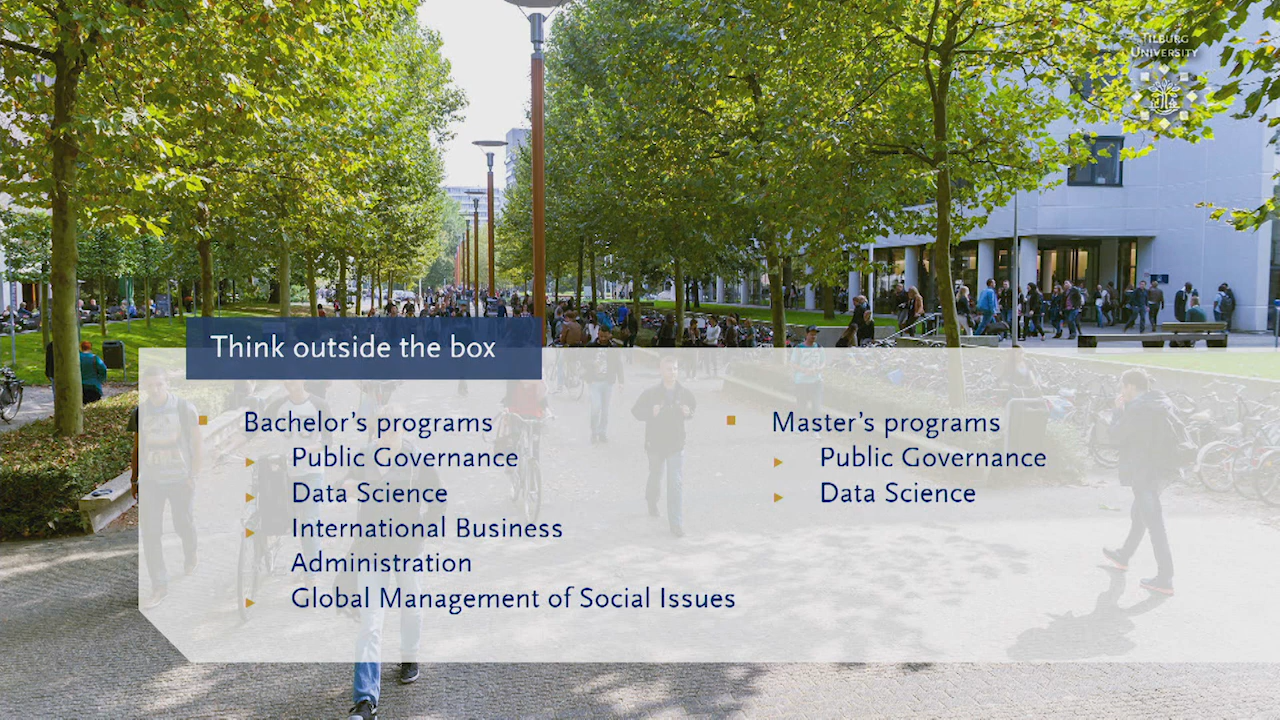 TILBURG
UNIVERSITY
Think outside the box
Bachelor's programs
Public Governance
Data Science
International Business
Administration
Global Management of Social Issues
Master's programs
Public Governance
Data Science